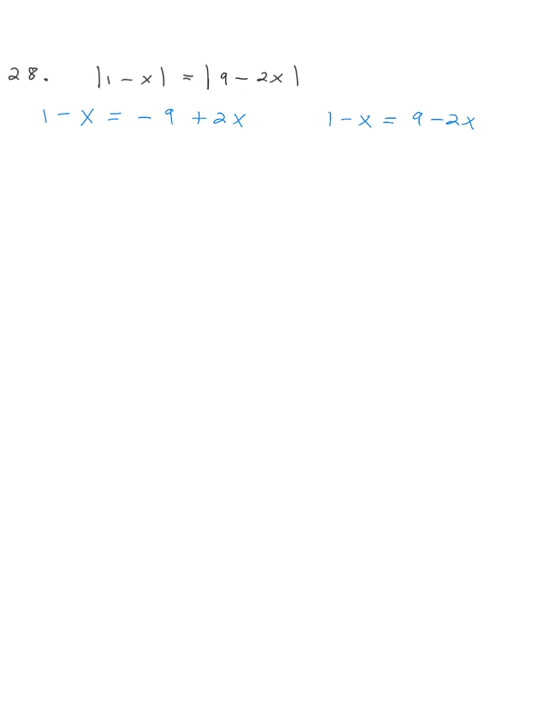 28. |1 - x| = |9 - 2x|
1 - x = - 9 + 2x 1 - x = 9 - 2x